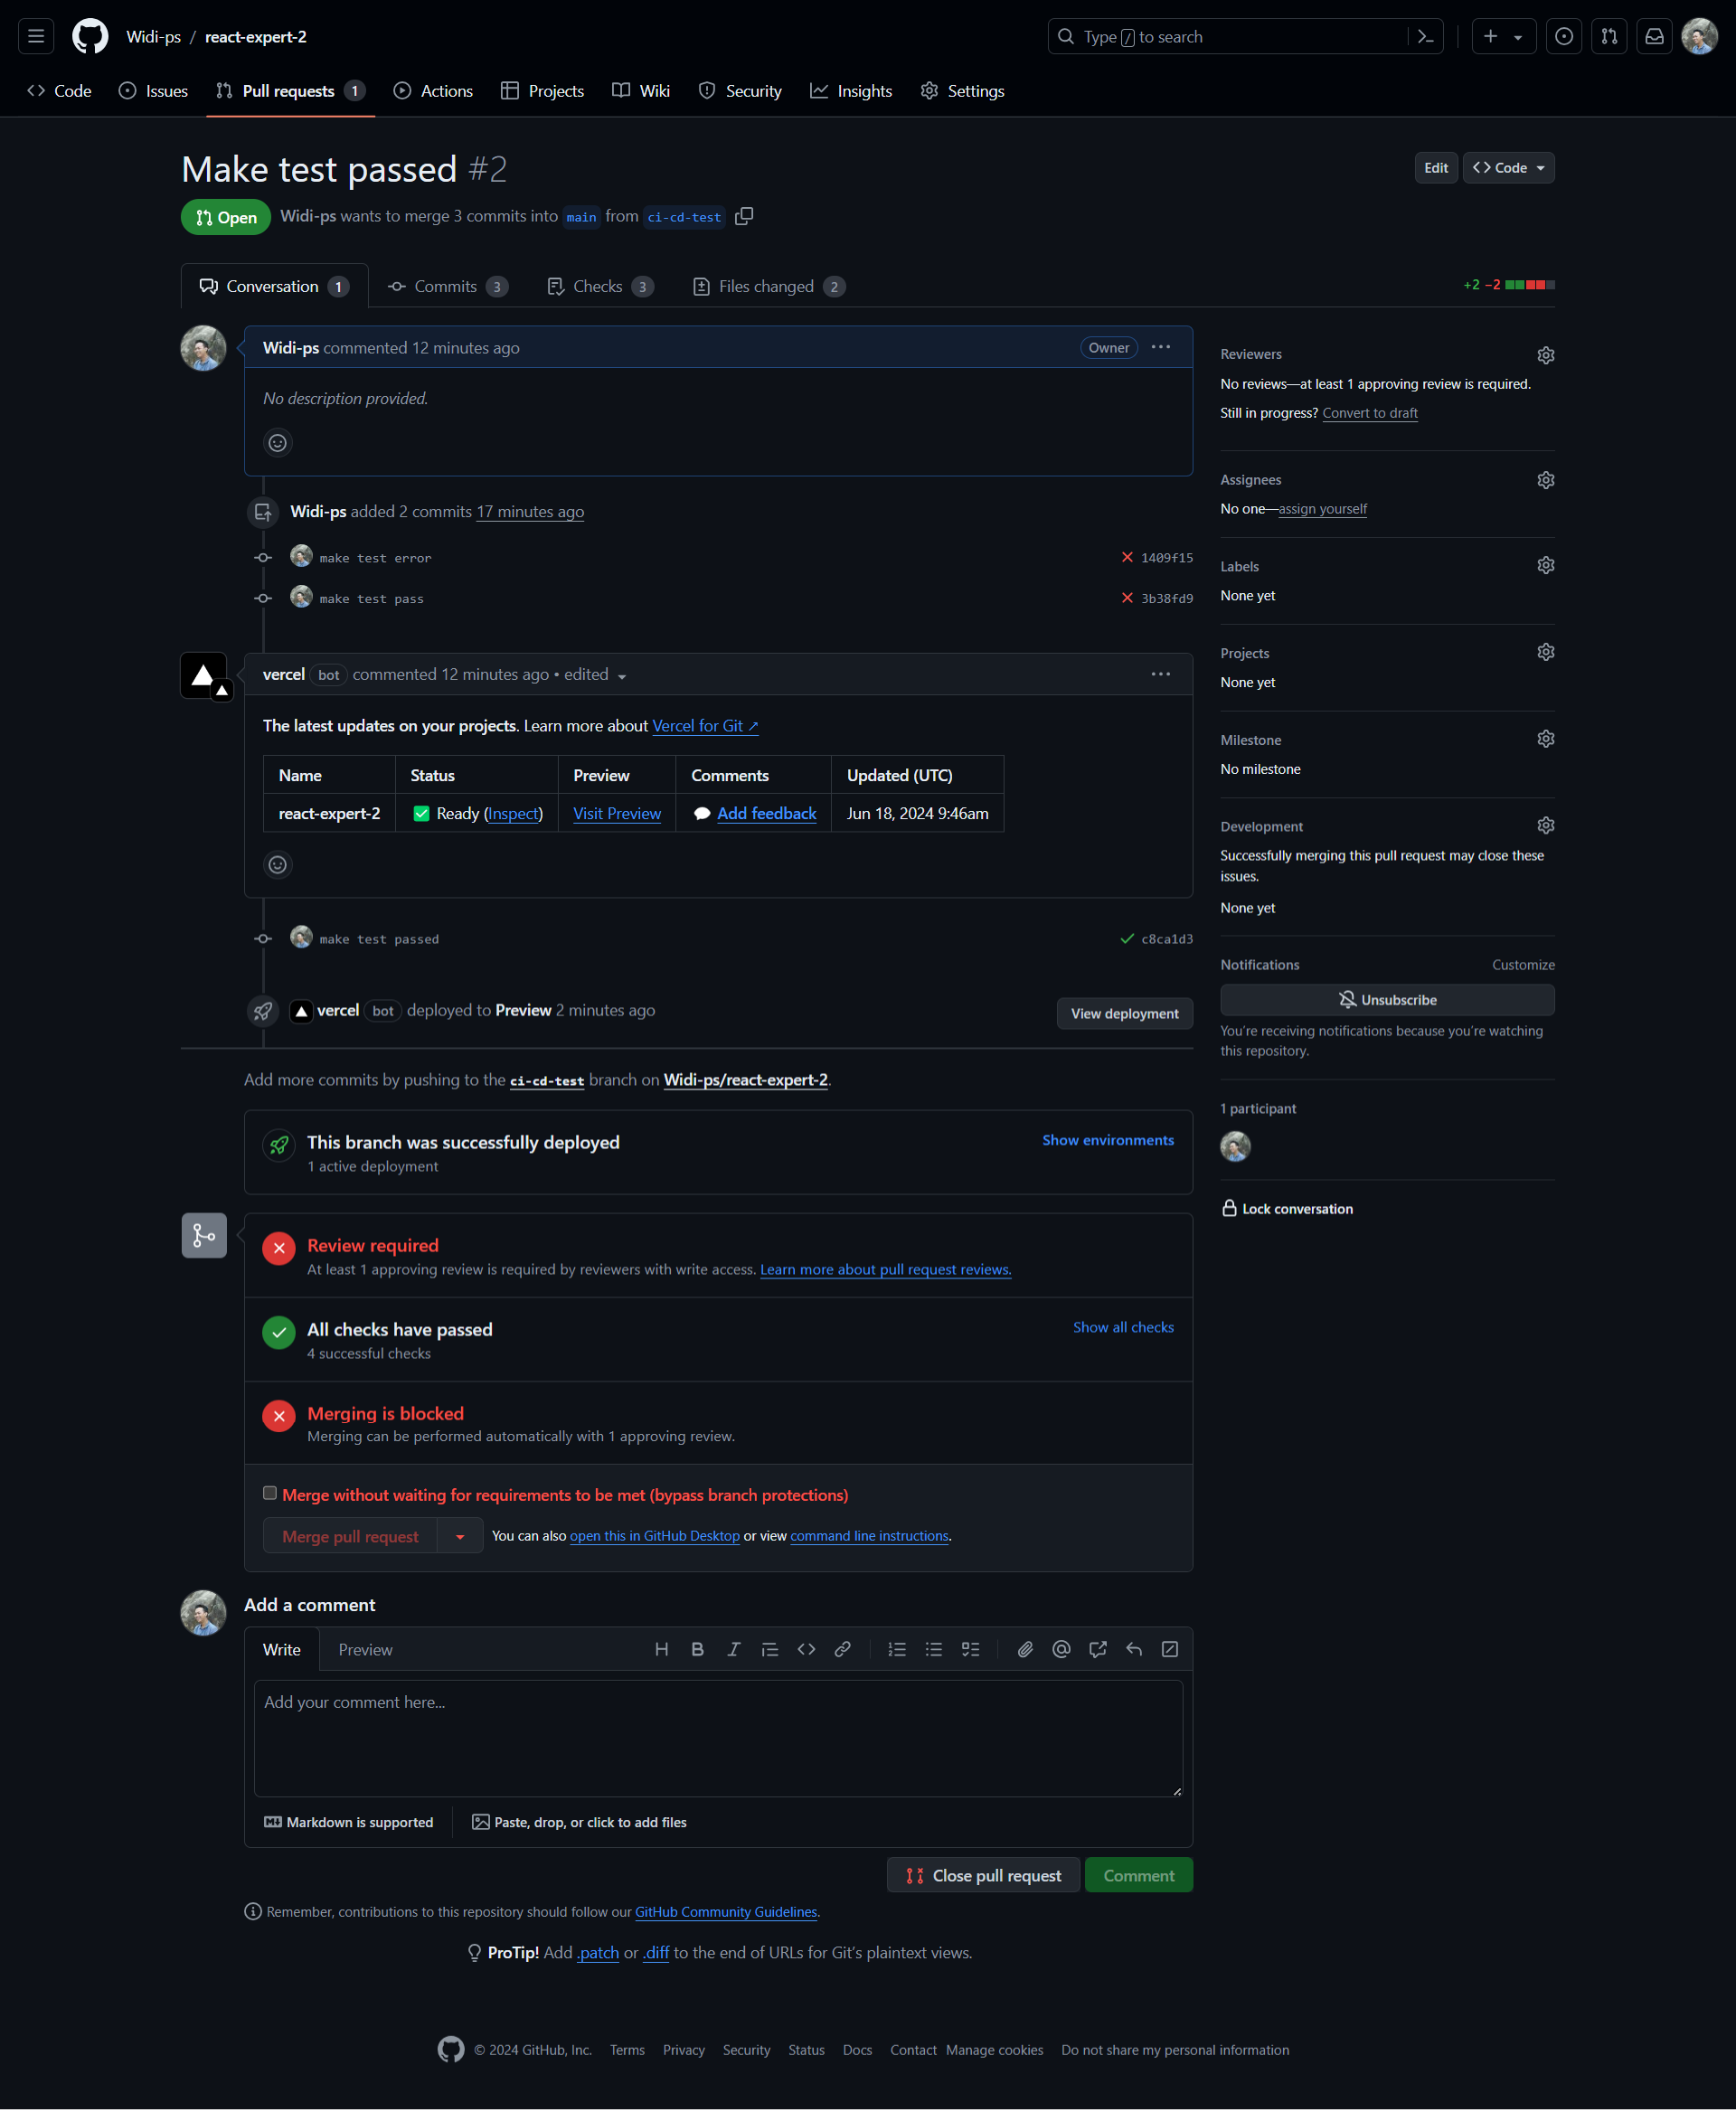 Widi-ps / react-expert-2
Type / to search
Code
Issues
Pull requests 1
Actions
Projects
Wiki
Security
Insights
Settings
Make test passed #2
Edit
Code
Open
Widi-ps wants to merge 3 commits into main from ci-cd-test
Conversation 1
Commits 3
Checks 3
Files changed 2
+2 −2
Widi-ps commented 12 minutes ago
Owner
No description provided.
Widi-ps added 2 commits 17 minutes ago
make test error
1409f15
make test pass
3b38fd9
vercel bot commented 12 minutes ago • edited
The latest updates on your projects. Learn more about Vercel for Git ↗
Name Status Preview Comments Updated (UTC)
react-expert-2 ✅ Ready (Inspect) Visit Preview 💬 Add feedback Jun 18, 2024 9:46am
make test passed
c8ca1d3
vercel bot deployed to Preview 2 minutes ago
View deployment
Add more commits by pushing to the ci-cd-test branch on Widi-ps/react-expert-2.
This branch was successfully deployed
1 active deployment
Show environments
Review required
At least 1 approving review is required by reviewers with write access. Learn more about pull request reviews.
All checks have passed
4 successful checks
Show all checks
Merging is blocked
Merging can be performed automatically with 1 approving review.
Merge without waiting for requirements to be met (bypass branch protections)
Merge pull request
You can also open this in GitHub Desktop or view command line instructions.
Add a comment
Write
Preview
Add your comment here...
Markdown is supported
Paste, drop, or click to add files
Close pull request
Comment
Remember, contributions to this repository should follow our GitHub Community Guidelines.
ProTip! Add .patch or .diff to the end of URLs for Git’s plaintext views.
Reviewers
No reviews—at least 1 approving review is required.
Still in progress? Convert to draft
Assignees
No one—assign yourself
Labels
None yet
Projects
None yet
Milestone
No milestone
Development
Successfully merging this pull request may close these
issues.
None yet
Notifications
Customize
Unsubscribe
You’re receiving notifications because you’re watching
this repository.
1 participant
Lock conversation
© 2024 GitHub, Inc.
Terms
Privacy
Security
Status
Docs
Contact
Manage cookies
Do not share my personal information